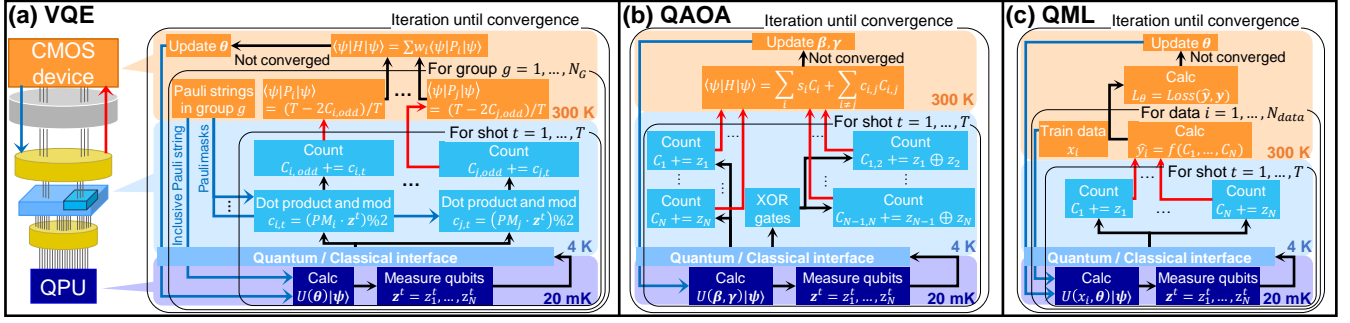 (a) VQE
Iteration until convergence
CMOS
device
QPU
Update 𝜽
⟨ψ|H|ψ⟩ = ∑w_i⟨ψ|P_i|ψ⟩
Not converged
For group g = 1, …, N_G
Pauli strings
in group g
⟨ψ|P_i|ψ⟩
= (T − 2C_{i,odd})/T
…
⟨ψ|P_j|ψ⟩
= (T − 2C_{j,odd})/T
300 K
For shot t = 1, …, T
Inclusive Pauli string
Paulimasks
Count
C_{i,odd} += c_{i,t}
Count
C_{j,odd} += c_{j,t}
…
Dot product and mod
c_{i,t} = (PM_i · 𝒛^t)%2
Dot product and mod
c_{j,t} = (PM_j · 𝒛^t)%2
⋮
4 K
Quantum / Classical interface
Calc
U(𝜽)|𝝍⟩
Measure qubits
𝒛^t = z_1^t, …, z_N^t
20 mK
(b) QAOA
Iteration until convergence
Update 𝜷, 𝜸
Not converged
⟨ψ|H|ψ⟩ = ∑_i s_i C_i + ∑_{i≠j} c_{i,j} C_{i,j}
300 K
For shot t = 1, …, T
…
…
Count
C_1 += z_1
Count
C_{1,2} += z_1 ⊕ z_2
⋮
⋮
⋮
⋮
Count
C_N += z_N
XOR
gates
Count
C_{N−1,N} += z_{N−1} ⊕ z_N
4 K
Quantum / Classical interface
Calc
U(𝜷, 𝜸)|𝝍⟩
Measure qubits
𝒛^t = z_1^t, …, z_N^t
20 mK
(c) QML
Iteration until convergence
Update 𝜽
Not converged
Calc
L_θ = Loss(ŷ, 𝒚)
For data i = 1, …, N_{data}
Train data
x_i
Calc
ŷ_i = f(C_1, …, C_N)
300 K
…
For shot t = 1, …, T
Count
C_1 += z_1
…
Count
C_N += z_N
4 K
Quantum / Classical interface
Calc
U(x_i, 𝜽)|𝝍⟩
Measure qubits
𝒛^t = z_1^t, …, z_N^t
20 mK